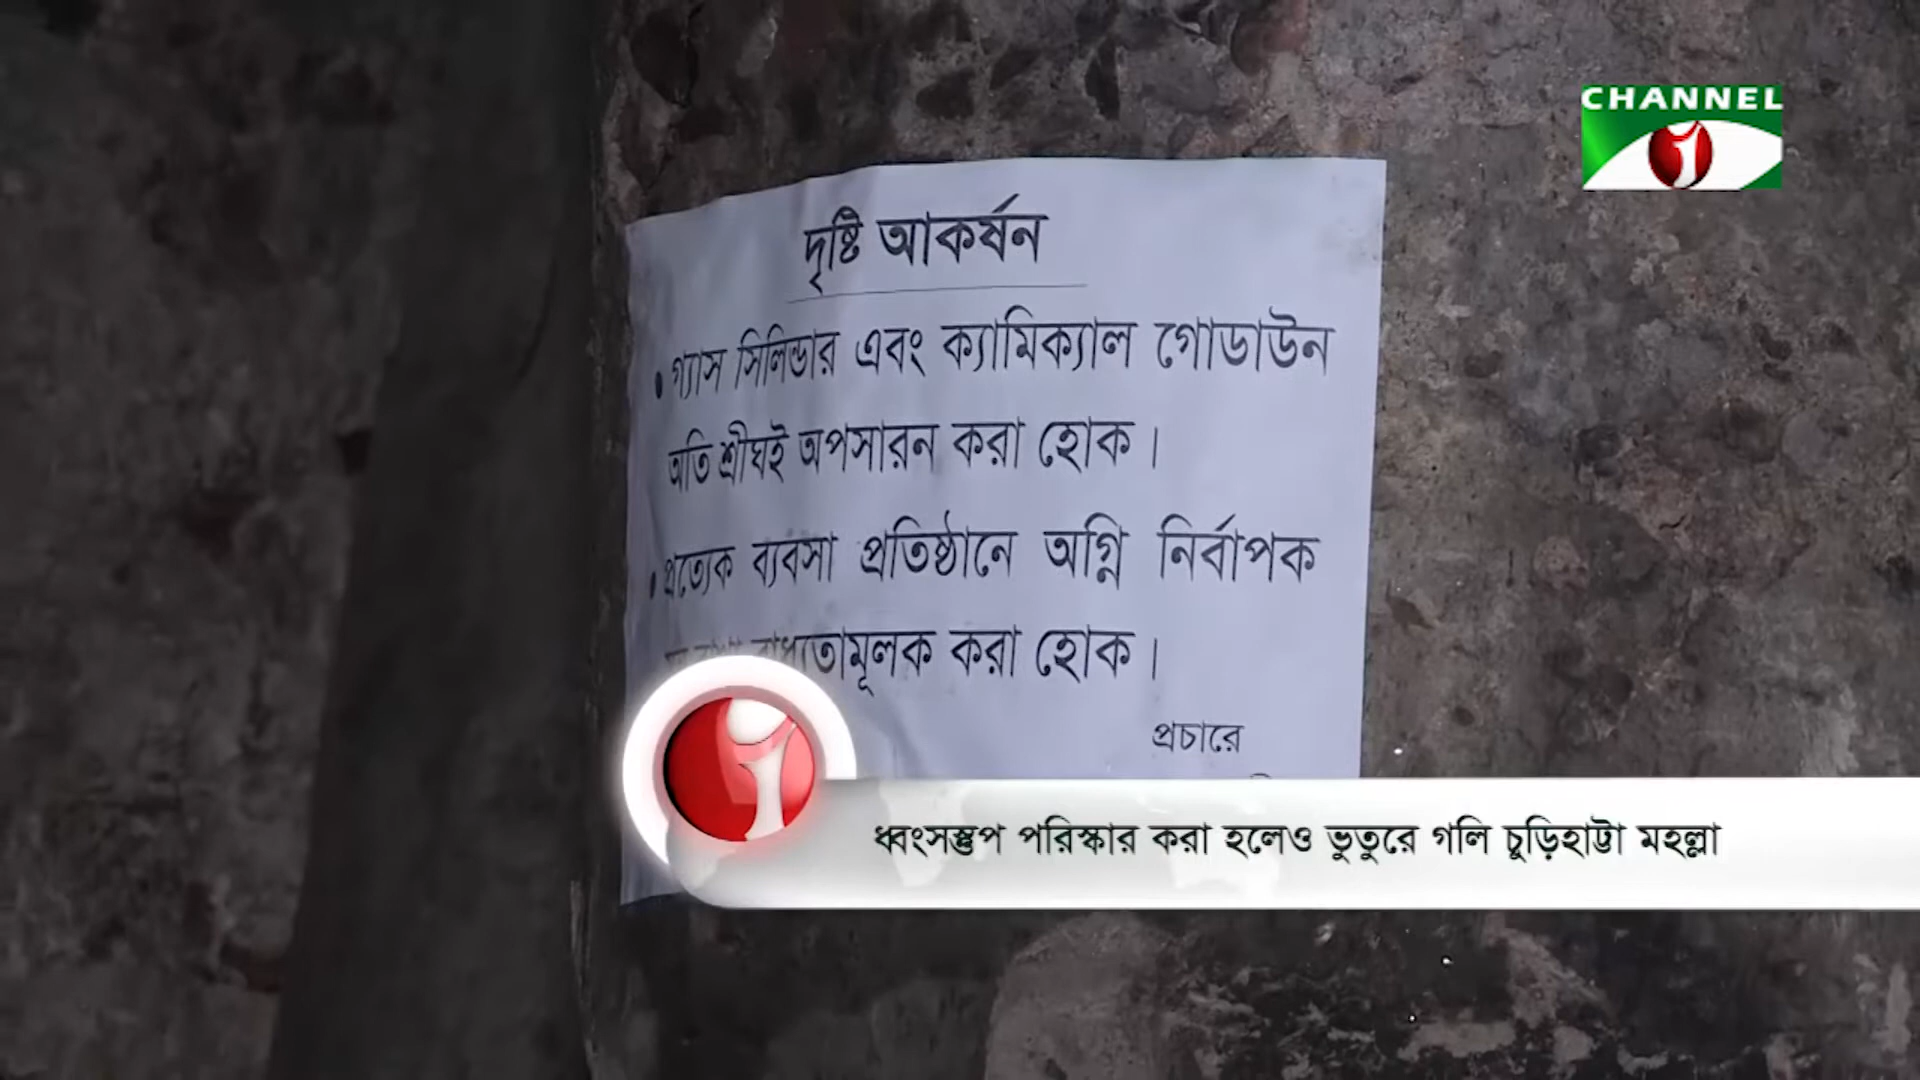 CHANNEL
i
দৃষ্টি আকর্ষন
• গ্যাস সিলিন্ডার এবং ক্যামিক্যাল গোডাউন
অতি শ্রীঘই অপসারন করা হোক।
• প্রত্যেক ব্যবসা প্রতিষ্ঠানে অগ্নি নির্বাপক
বাধ্যতামূলক করা হোক।
প্রচারে
ধ্বংসস্তুপ পরিস্কার করা হলেও ভুতুরে গলি চুড়িহাট্টা মহল্লা